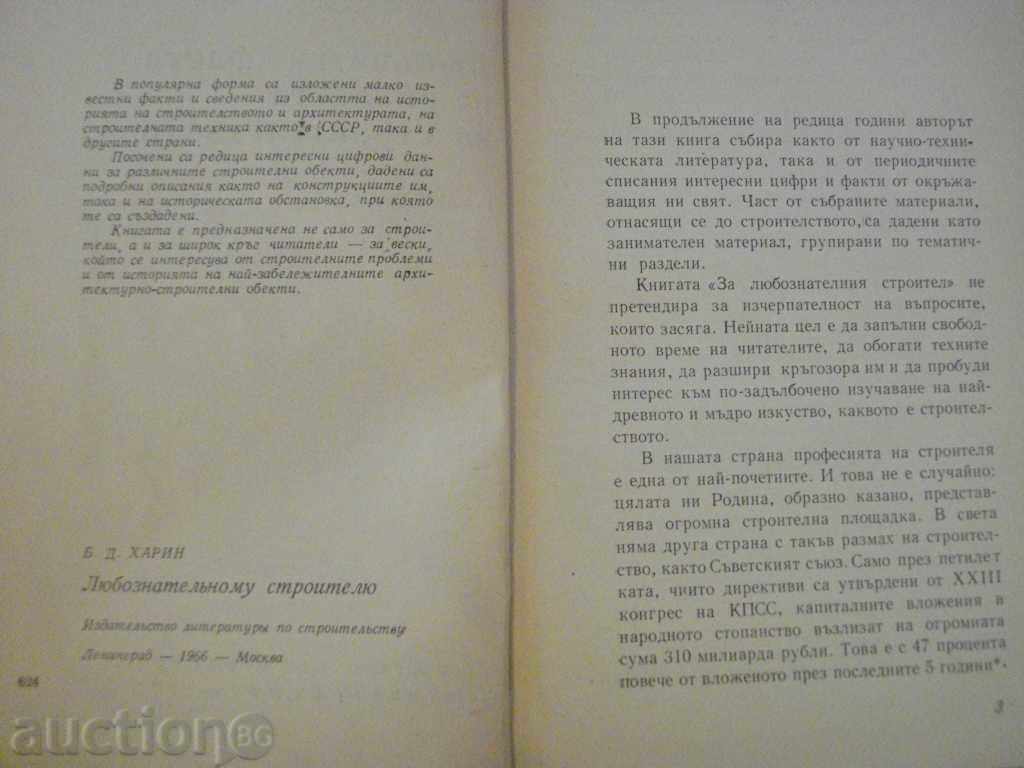 В популярна форма са изложени малко из-
вестни факти и сведения из областта на исто-
рията на строителството и архитектурата, на
строителната техника както в СССР, така и в
другите страни.
Посочени са редица интересни цифрови дан-
ни за различните строителни обекти, дадени са
подробни описания както на конструкциите им,
така и на историческата обстановка, при която
те са създадени.
Книгата е предназначена не само за строи-
тели, а и за широк кръг читатели — за вески,
който се интересува от строителните проблеми
и от историята на най-забележителните архи-
тектурно-строителни обекти.
Б. Д. ХАРИН
Любознательному строителю
Издательство литературы по строительству
Ленинград — 1966 — Москва
624
В продължение на редица години авторът
на тази книга събира както от научно-техни-
ческата литература, така и от периодичните
списания интересни цифри и факти от окръжа-
ващия ни свят. Част от събраните материали,
отнасящи се до строителството, са дадени като
занимателен материал, групирани по тематич-
ни раздели.
Книгата «За любознателния строител» не
претендира за изчерпателност на въпросите,
които засяга. Нейната цел е да запълни свобод-
ното време на читателите, да обогати техните
знания, да разшири кръгозора им и да пробуди
интерес към по-задълбочено изучаване на най-
древното и мъдро изкуство, каквото е строител-
ството.
В нашата страна професията на строителя
е една от най-почетните. И това не е случайно:
цялата ни Родина, образно казано, представ-
лява огромна строителна площадка. В света
няма друга страна с такъв размах на строител-
ство, както Съветският съюз. Само през петилет
ката, чиито директиви са утвърдени от XXIII
конгрес на КПСС, капиталните вложения в
народното стопанство възлизат на огромната
сума 310 милиарда рубли. Това е с 47 процента
повече от вложеното през последните 5 години*.
3
auction BG